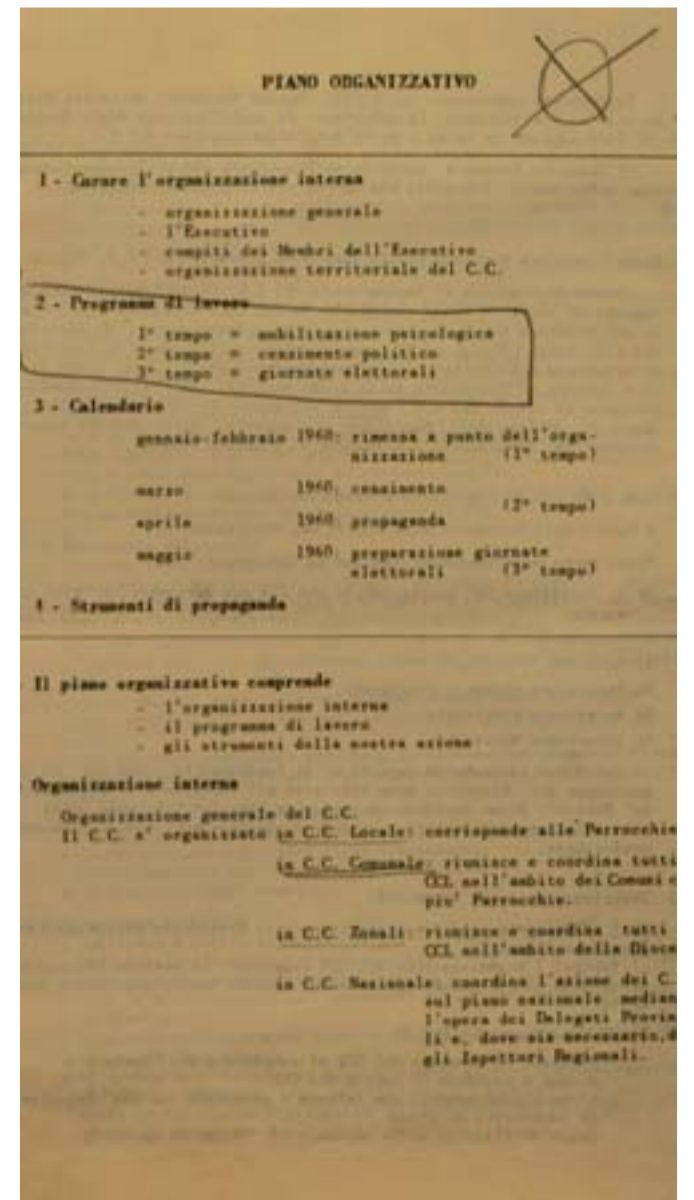 PIANO ORGANIZZATIVO
1 - Curare l'organizzazione interna
- organizzazione generale
- l'Esecutivo
- compiti dei Membri dell'Esecutivo
- organizzazione territoriale del C.C.
2 - Programma di lavoro
1° tempo = mobilitazione psicologica
2° tempo = censimento politico
3° tempo = giornate elettorali
3 - Calendario
gennaio-febbraio 1960: rimessa a punto dell'orga-
nizzazione (1° tempo)
marzo 1960: censimento
(2° tempo)
aprile 1960: propaganda
maggio 1960: preparazione giornate
elettorali (3° tempo)
4 - Strumenti di propaganda
Il piano organizzativo comprende
- l'organizzazione interna
- il programma di lavoro
- gli strumenti della nostra azione
Organizzazione interna
Organizzazione generale del C.C.
Il C.C. e' organizzato in C.C. Locale: corrisponde alle Parrocchie
in C.C. Comunale: riunisce e coordina tutti
CCL nell'ambito dei Comuni c
piu' Parrocchie.
in C.C. Zonali: riunisce e coordina tutti
CCL nell'ambito della Dioce
in C.C. Nazionale: coordina l'azione dei C.
sul piano nazionale median
l'opera dei Delegati Provin
li e, dove sia necessario, d
gli Ispettori Regionali.